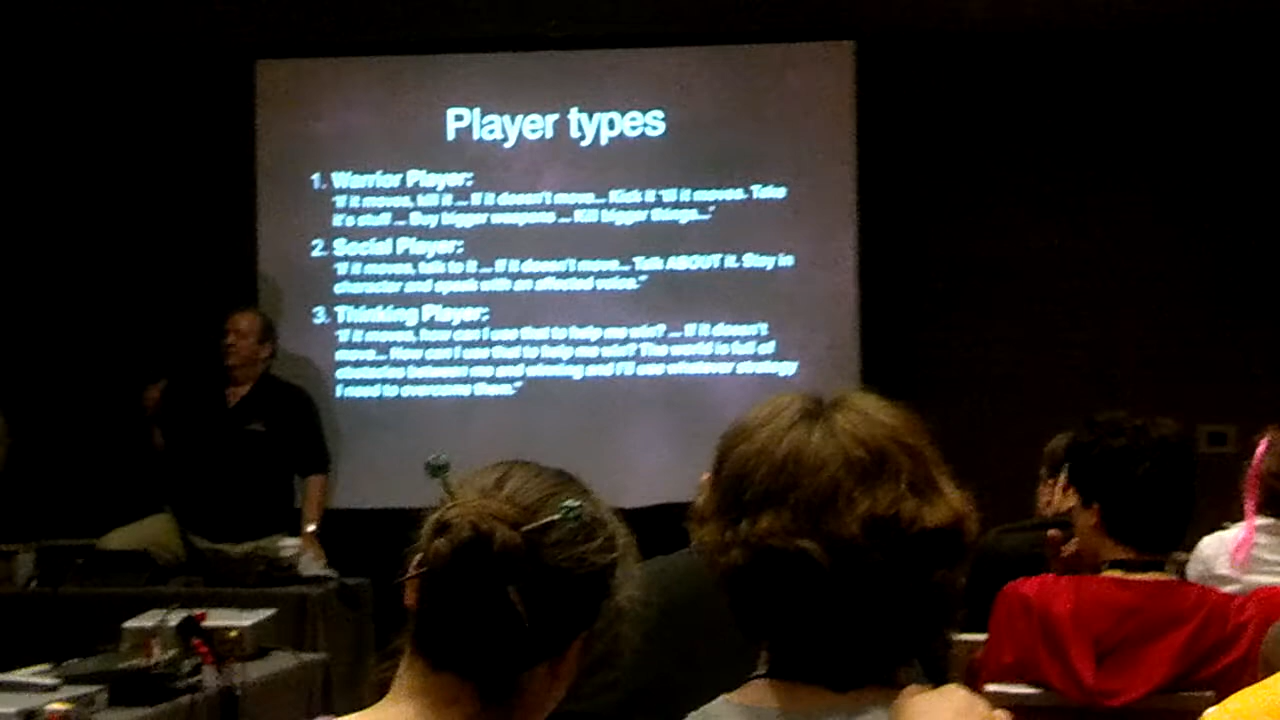 Player types
1. Warrior Player:
"If it moves, kill it ... If it doesn't move... Kick it 'til it moves. Take
it's stuff ... Buy bigger weapons ... Kill bigger things..."
2. Social Player:
"If it moves, talk to it ... If it doesn't move... Talk ABOUT it. Stay in
character and speak with an affected voice."
3. Thinking Player:
"If it moves, how can I use that to help me win? ... If it doesn't
move... How can I use that to help me win? The world is full of
obstacles between me and winning and I'll use whatever strategy
I need to overcome them."